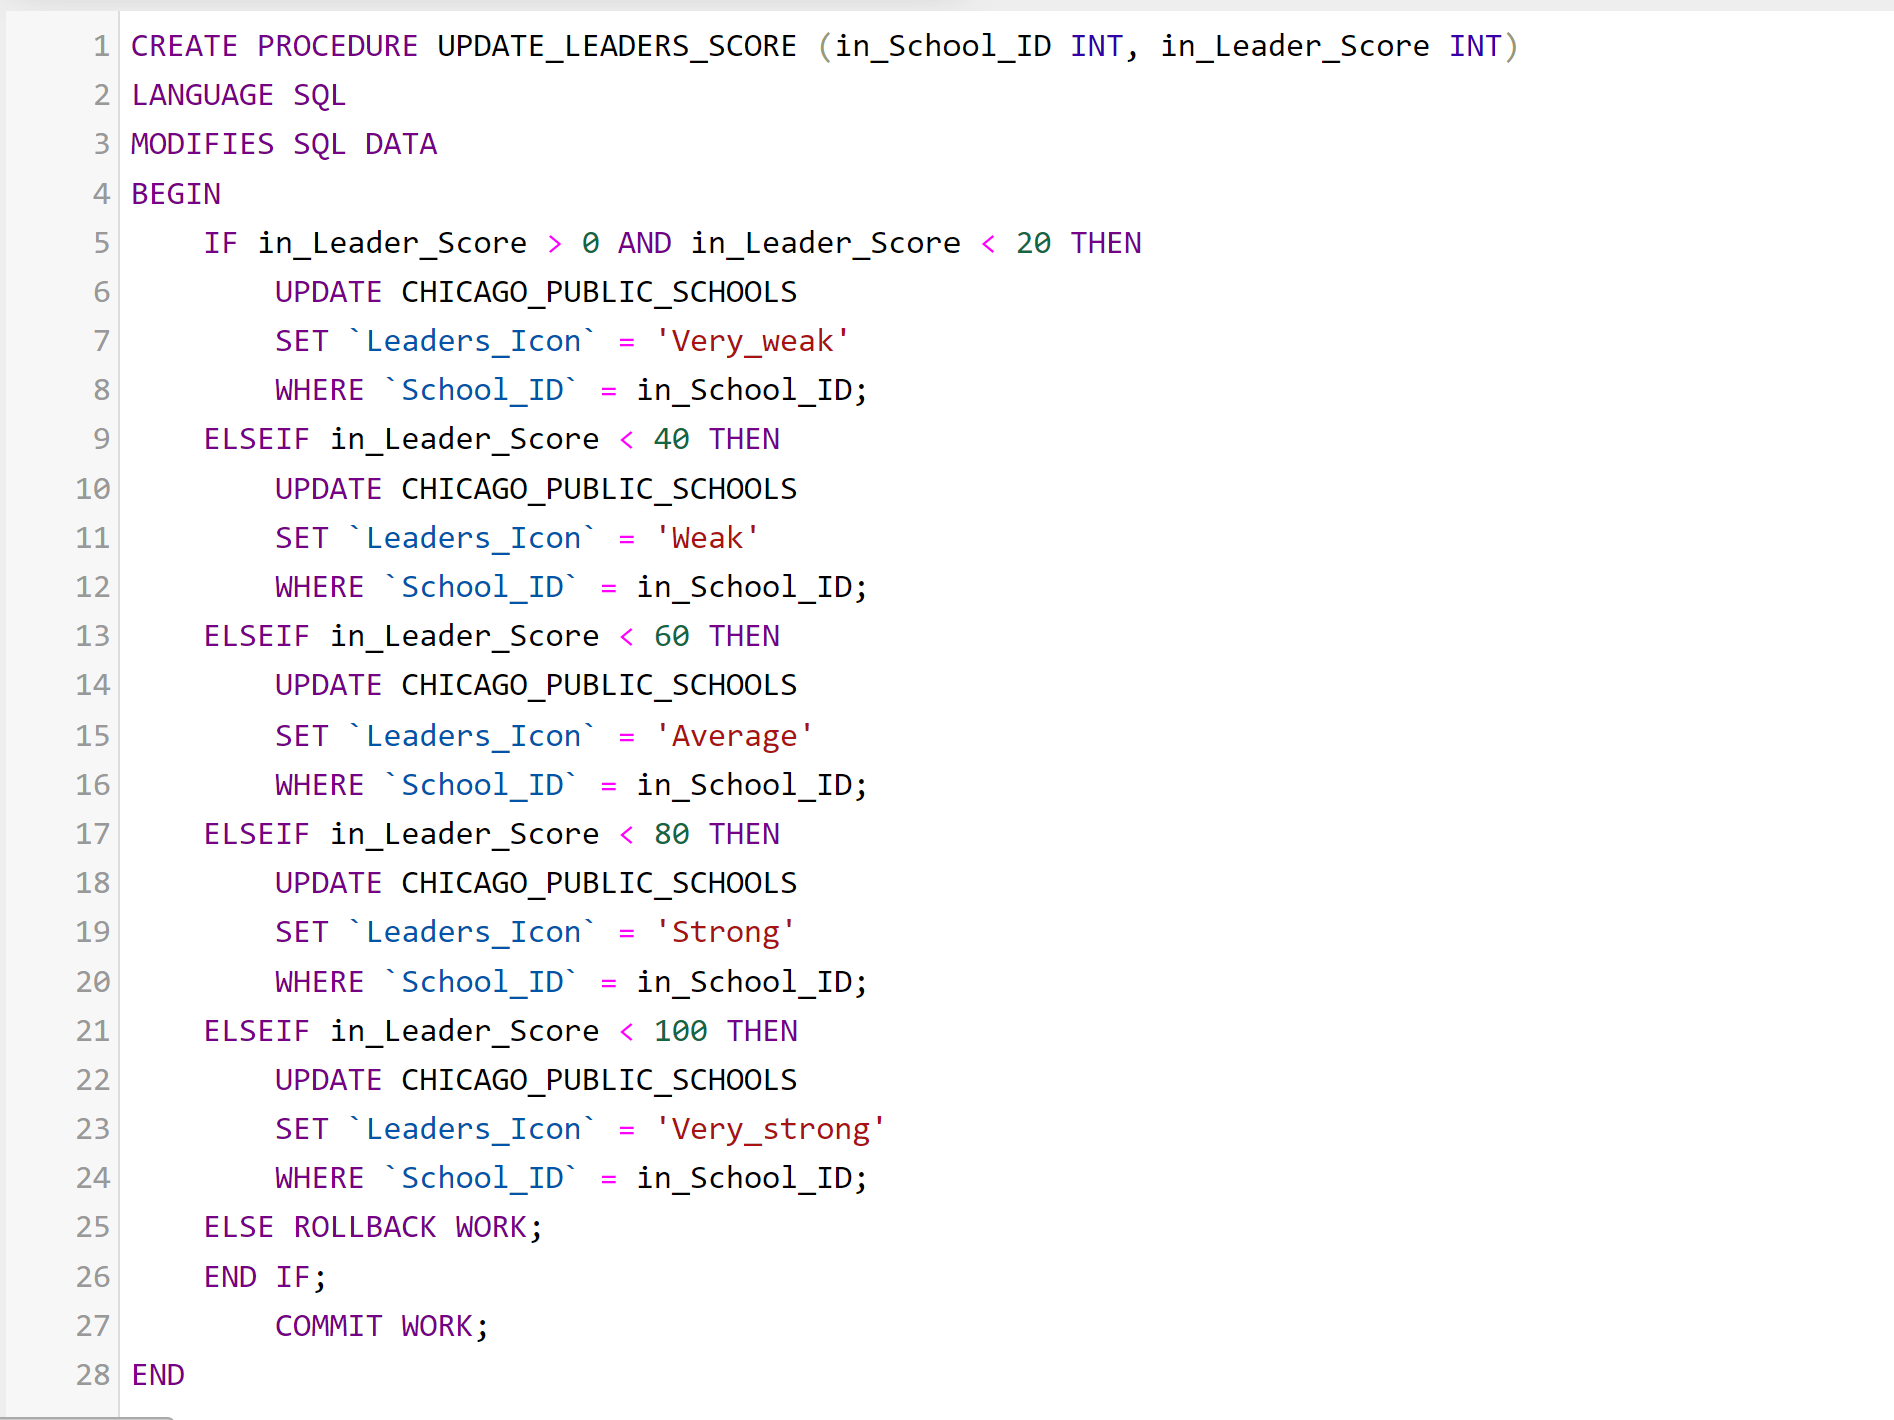 1 CREATE PROCEDURE UPDATE_LEADERS_SCORE (in_School_ID INT, in_Leader_Score INT)
2 LANGUAGE SQL
3 MODIFIES SQL DATA
4 BEGIN
5     IF in_Leader_Score > 0 AND in_Leader_Score < 20 THEN
6         UPDATE CHICAGO_PUBLIC_SCHOOLS
7         SET `Leaders_Icon` = 'Very_weak'
8         WHERE `School_ID` = in_School_ID;
9     ELSEIF in_Leader_Score < 40 THEN
10         UPDATE CHICAGO_PUBLIC_SCHOOLS
11         SET `Leaders_Icon` = 'Weak'
12         WHERE `School_ID` = in_School_ID;
13     ELSEIF in_Leader_Score < 60 THEN
14         UPDATE CHICAGO_PUBLIC_SCHOOLS
15         SET `Leaders_Icon` = 'Average'
16         WHERE `School_ID` = in_School_ID;
17     ELSEIF in_Leader_Score < 80 THEN
18         UPDATE CHICAGO_PUBLIC_SCHOOLS
19         SET `Leaders_Icon` = 'Strong'
20         WHERE `School_ID` = in_School_ID;
21     ELSEIF in_Leader_Score < 100 THEN
22         UPDATE CHICAGO_PUBLIC_SCHOOLS
23         SET `Leaders_Icon` = 'Very_strong'
24         WHERE `School_ID` = in_School_ID;
25     ELSE ROLLBACK WORK;
26     END IF;
27         COMMIT WORK;
28 END